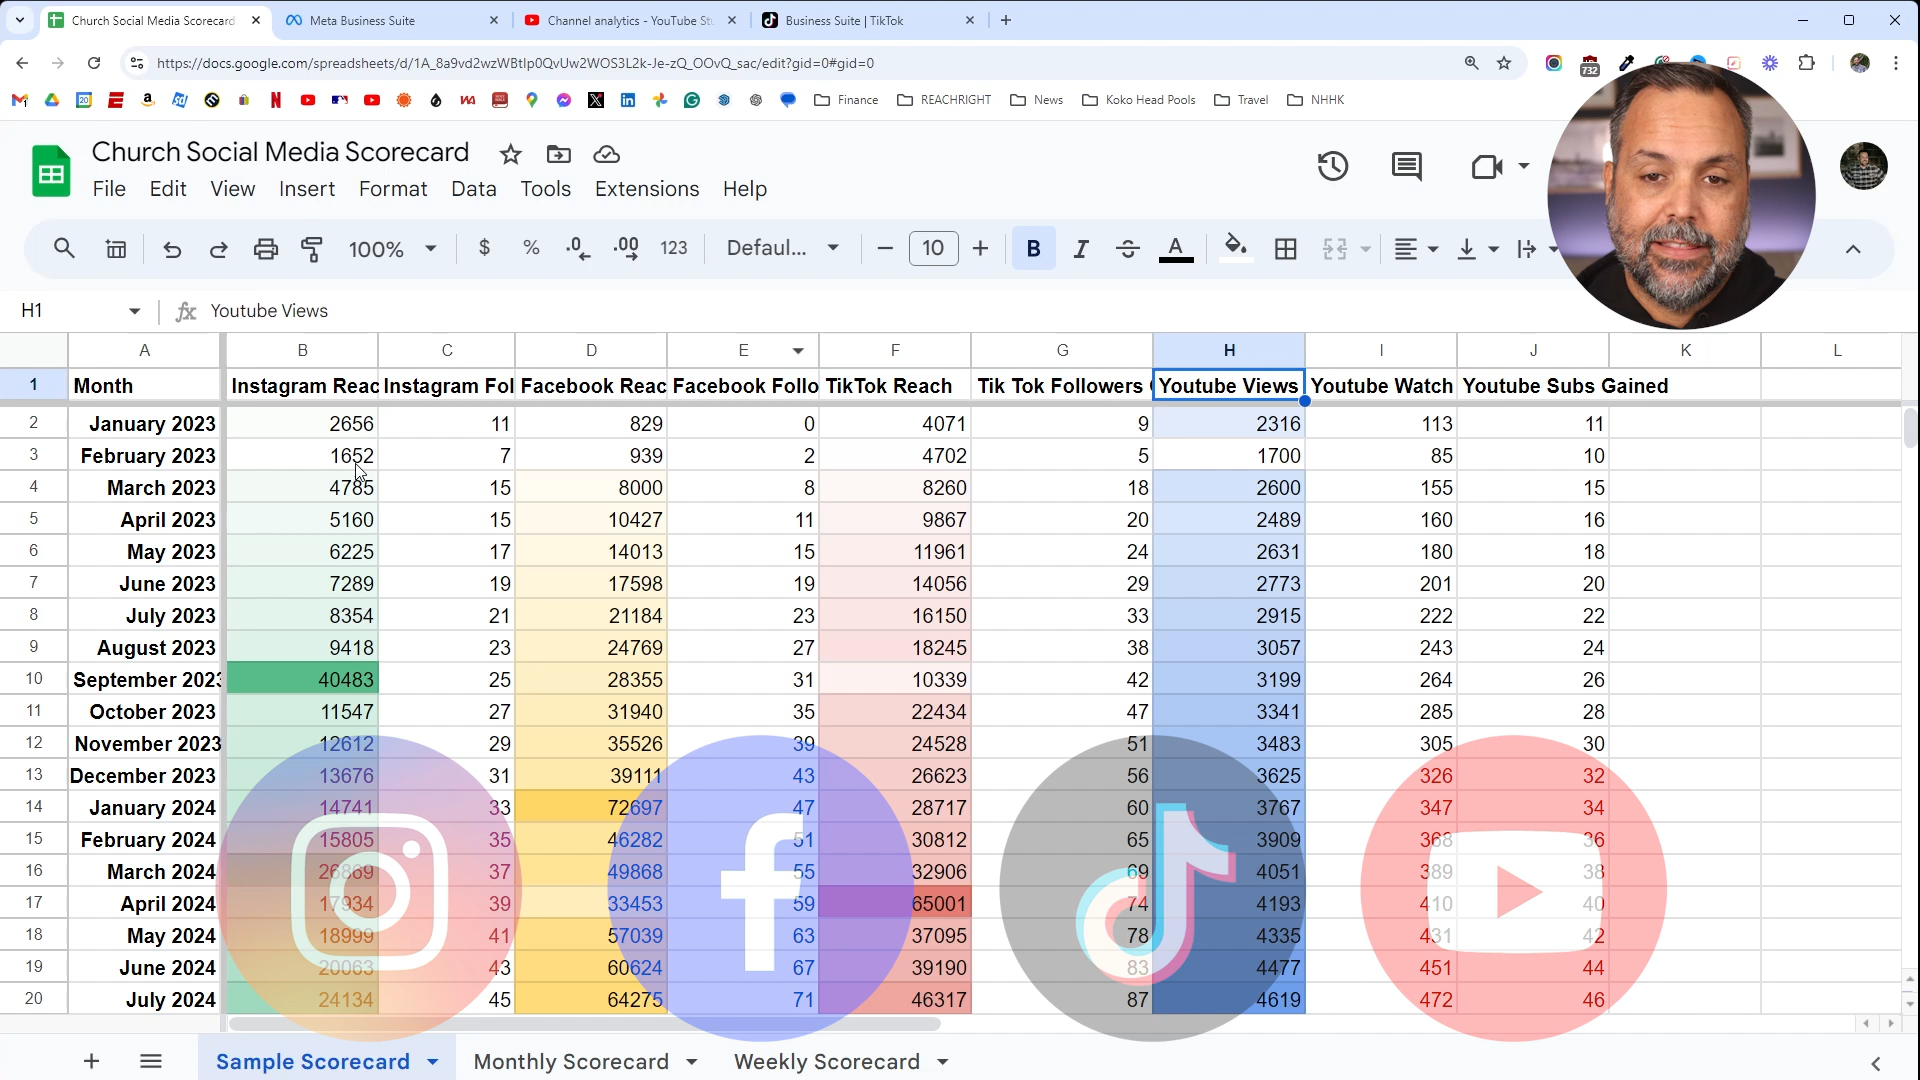 Church Social Media Scorecard
Meta Business Suite
Channel analytics - YouTube St
Business Suite | TikTok
https://docs.google.com/spreadsheets/d/1A_8a9vd2wzWBtIp0QvUw2WOS3L2k-Je-zQ_OOvQ_sac/edit?gid=0#gid=0
732
Finance
REACHRIGHT
News
Koko Head Pools
Travel
NHHK
Church Social Media Scorecard
File Edit View Insert Format Data Tools Extensions Help
100% $ % .0 .00 123 Defaul... 10 B I S A
H1 fx Youtube Views
A B C D E F G H I J K L
1 Month Instagram Reac Instagram Fol Facebook Reac Facebook Follo TikTok Reach Tik Tok Followers Youtube Views Youtube Watch Youtube Subs Gained
2 January 2023 2656 11 829 0 4071 9 2316 113 11
3 February 2023 1652 7 939 2 4702 5 1700 85 10
4 March 2023 4785 15 8000 8 8260 18 2600 155 15
5 April 2023 5160 15 10427 11 9867 20 2489 160 16
6 May 2023 6225 17 14013 15 11961 24 2631 180 18
7 June 2023 7289 19 17598 19 14056 29 2773 201 20
8 July 2023 8354 21 21184 23 16150 33 2915 222 22
9 August 2023 9418 23 24769 27 18245 38 3057 243 24
10 September 2023 40483 25 28355 31 10339 42 3199 264 26
11 October 2023 11547 27 31940 35 22434 47 3341 285 28
12 November 2023 12612 29 35526 39 24528 51 3483 305 30
13 December 2023 13676 31 39111 43 26623 56 3625 326 32
14 January 2024 14741 33 72697 47 28717 60 3767 347 34
15 February 2024 15805 35 46282 51 30812 65 3909 368 36
16 March 2024 26869 37 49868 55 32906 69 4051 389 38
17 April 2024 17934 39 33453 59 65001 74 4193 410 40
18 May 2024 18999 41 57039 63 37095 78 4335 431 42
19 June 2024 20063 43 60624 67 39190 83 4477 451 44
20 July 2024 24134 45 64275 71 46317 87 4619 472 46
Sample Scorecard
Monthly Scorecard
Weekly Scorecard